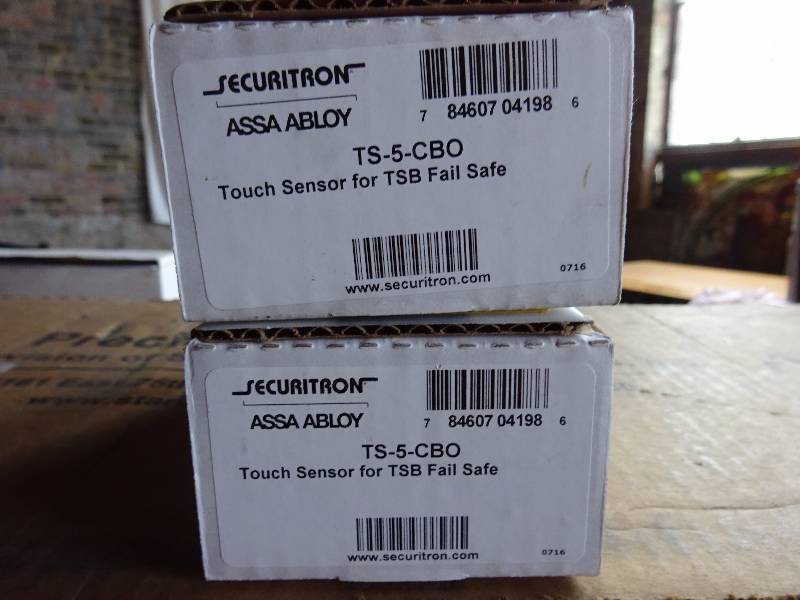 SECURITRON
ASSA ABLOY
7 84607 04198 6
TS-5-CBO
Touch Sensor for TSB Fail Safe
www.securitron.com
0716
SECURITRON
ASSA ABLOY
7 84607 04198 6
TS-5-CBO
Touch Sensor for TSB Fail Safe
www.securitron.com
0716